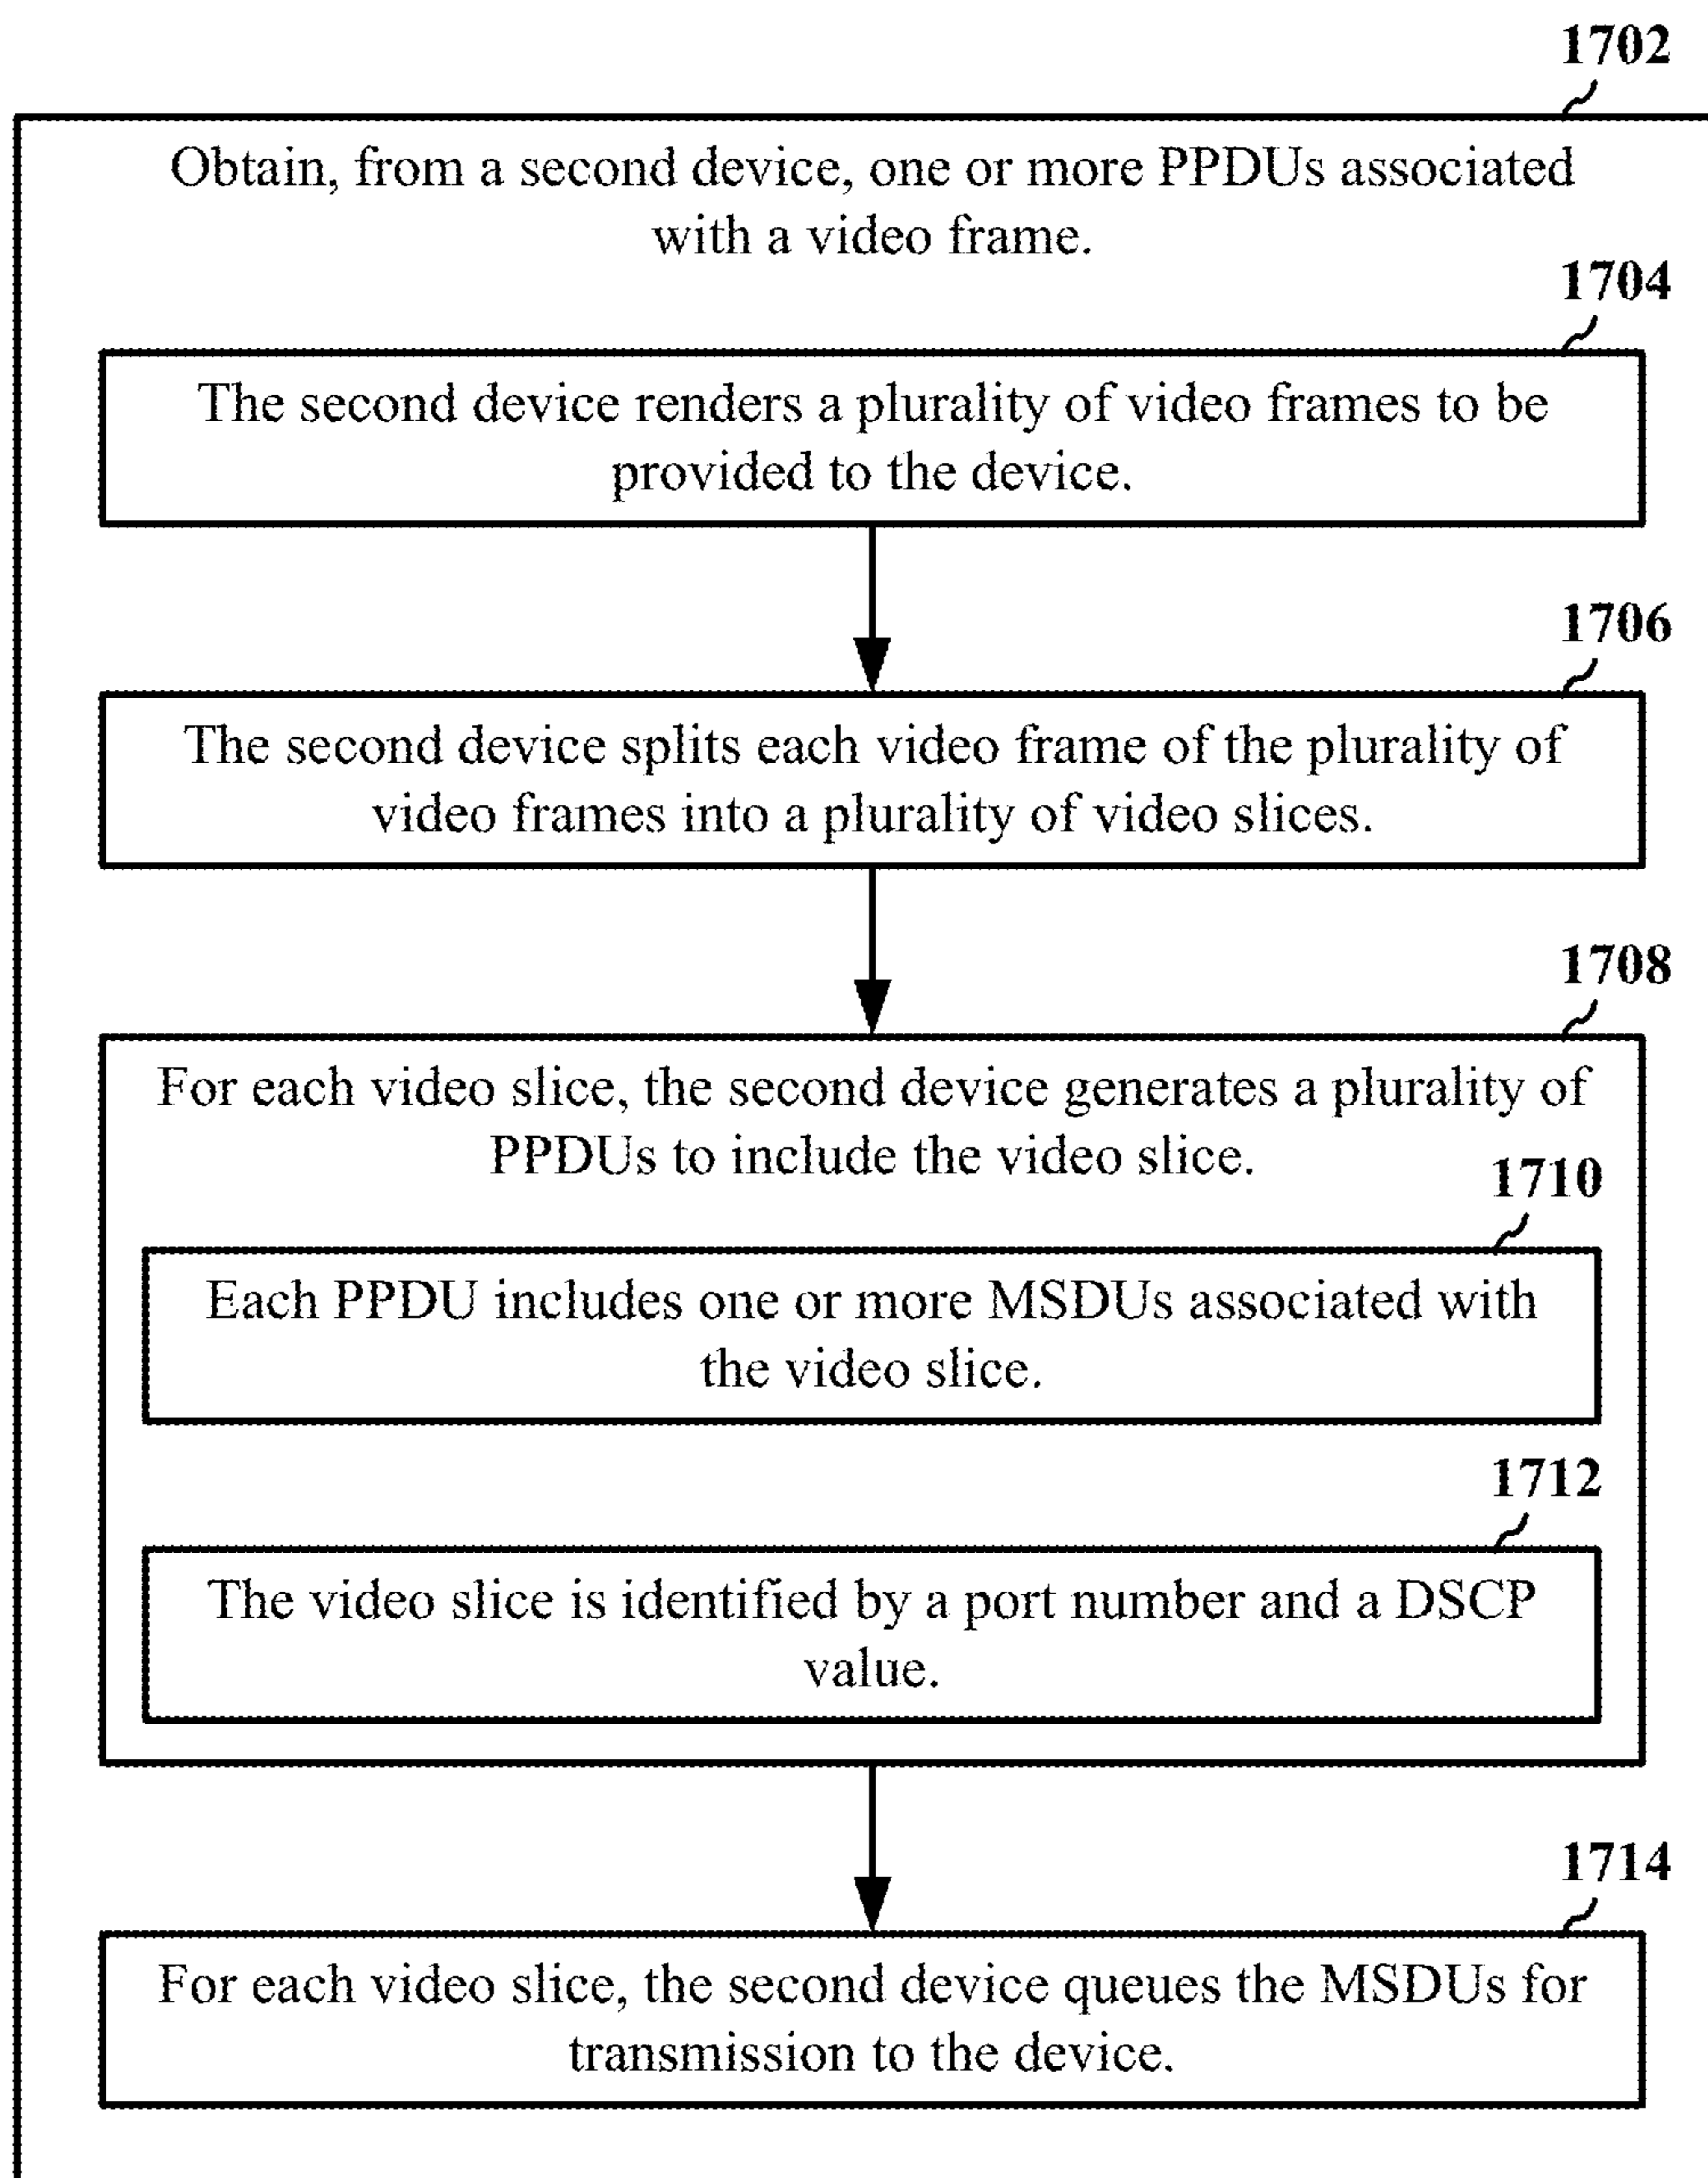 1702
Obtain, from a second device, one or more PPDUs associated
with a video frame.
1704
The second device renders a plurality of video frames to be
provided to the device.
1706
The second device splits each video frame of the plurality of
video frames into a plurality of video slices.
1708
For each video slice, the second device generates a plurality of
PPDUs to include the video slice.
1710
Each PPDU includes one or more MSDUs associated with
the video slice.
1712
The video slice is identified by a port number and a DSCP
value.
1714
For each video slice, the second device queues the MSDUs for
transmission to the device.